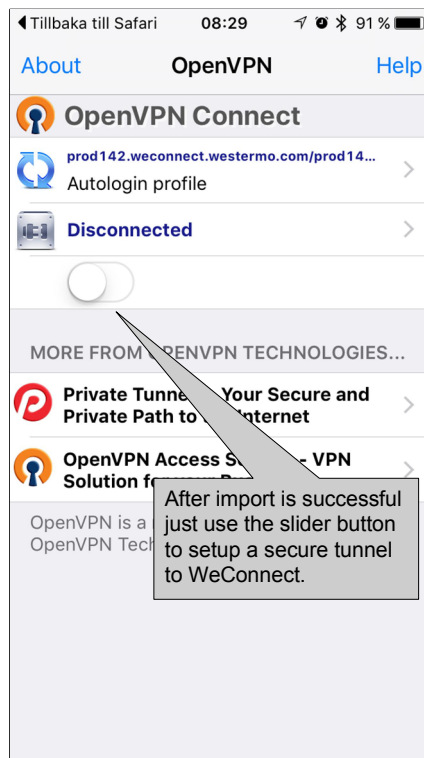 Tillbaka till Safari 08:29 91 %
About OpenVPN Help
OpenVPN Connect
prod142.weconnect.westermo.com/prod14...
Autologin profile
Disconnected
MORE FROM OPENVPN TECHNOLOGIES...
Private Tunnel - Your Secure and
Private Path to the Internet
OpenVPN Access Server - VPN
Solution for your
After import is successful
just use the slider button
to setup a secure tunnel
to WeConnect.
OpenVPN is a
OpenVPN